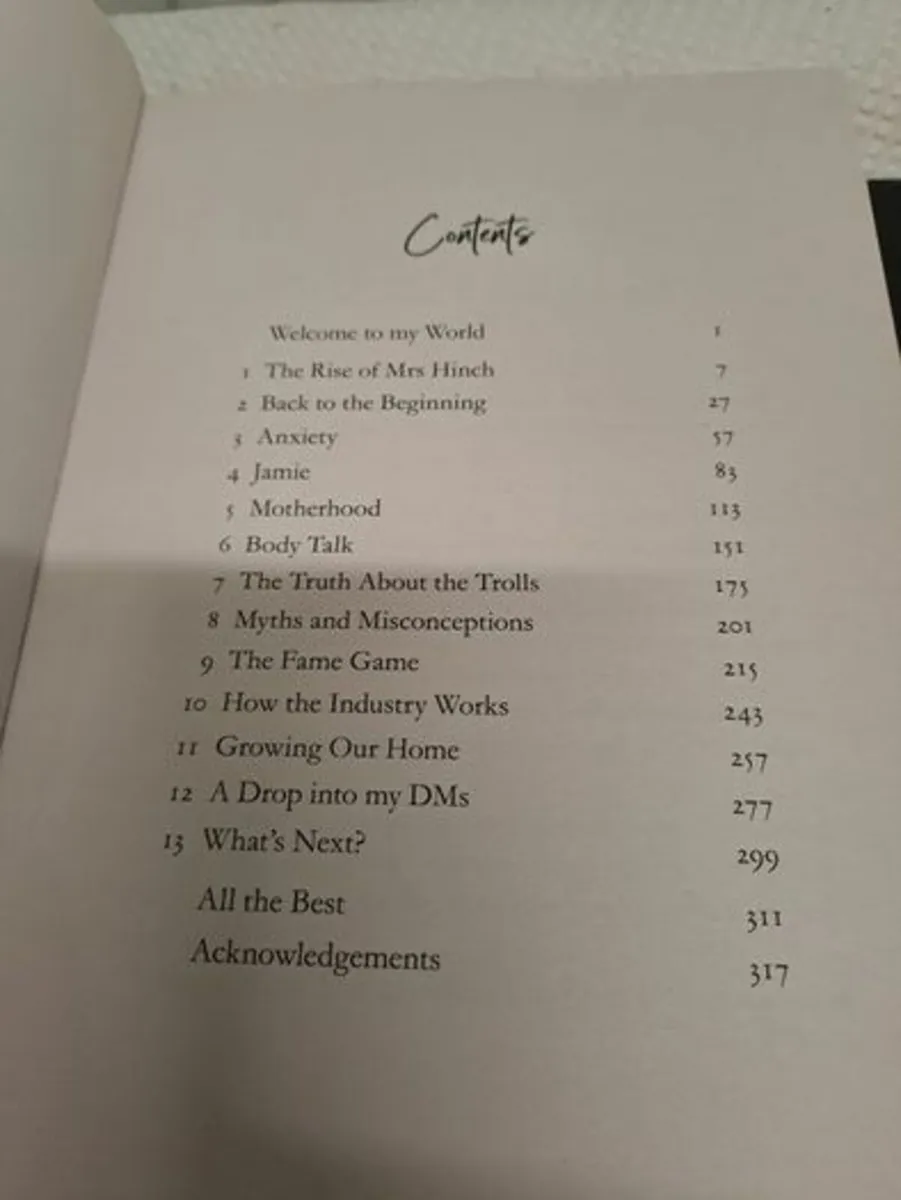 Contents
Welcome to my World 1
1 The Rise of Mrs Hinch 7
2 Back to the Beginning 27
3 Anxiety 57
4 Jamie 83
5 Motherhood 113
6 Body Talk 151
7 The Truth About the Trolls 175
8 Myths and Misconceptions 201
9 The Fame Game 215
10 How the Industry Works 243
11 Growing Our Home 257
12 A Drop into my DMs 277
13 What's Next? 299
All the Best 311
Acknowledgements 317